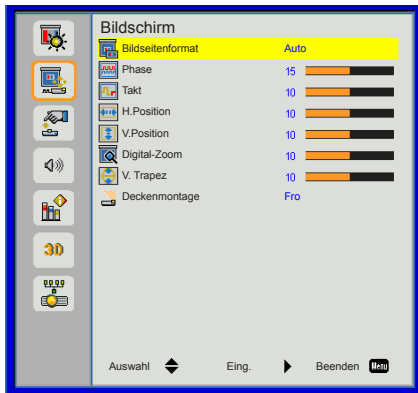 Bildschirm
Bildseitenformat Auto
Phase 15
Takt 10
H.Position 10
V.Position 10
Digital-Zoom 10
V. Trapez 10
Deckenmontage Fro
3D
Auswahl Eing. Beenden Menu